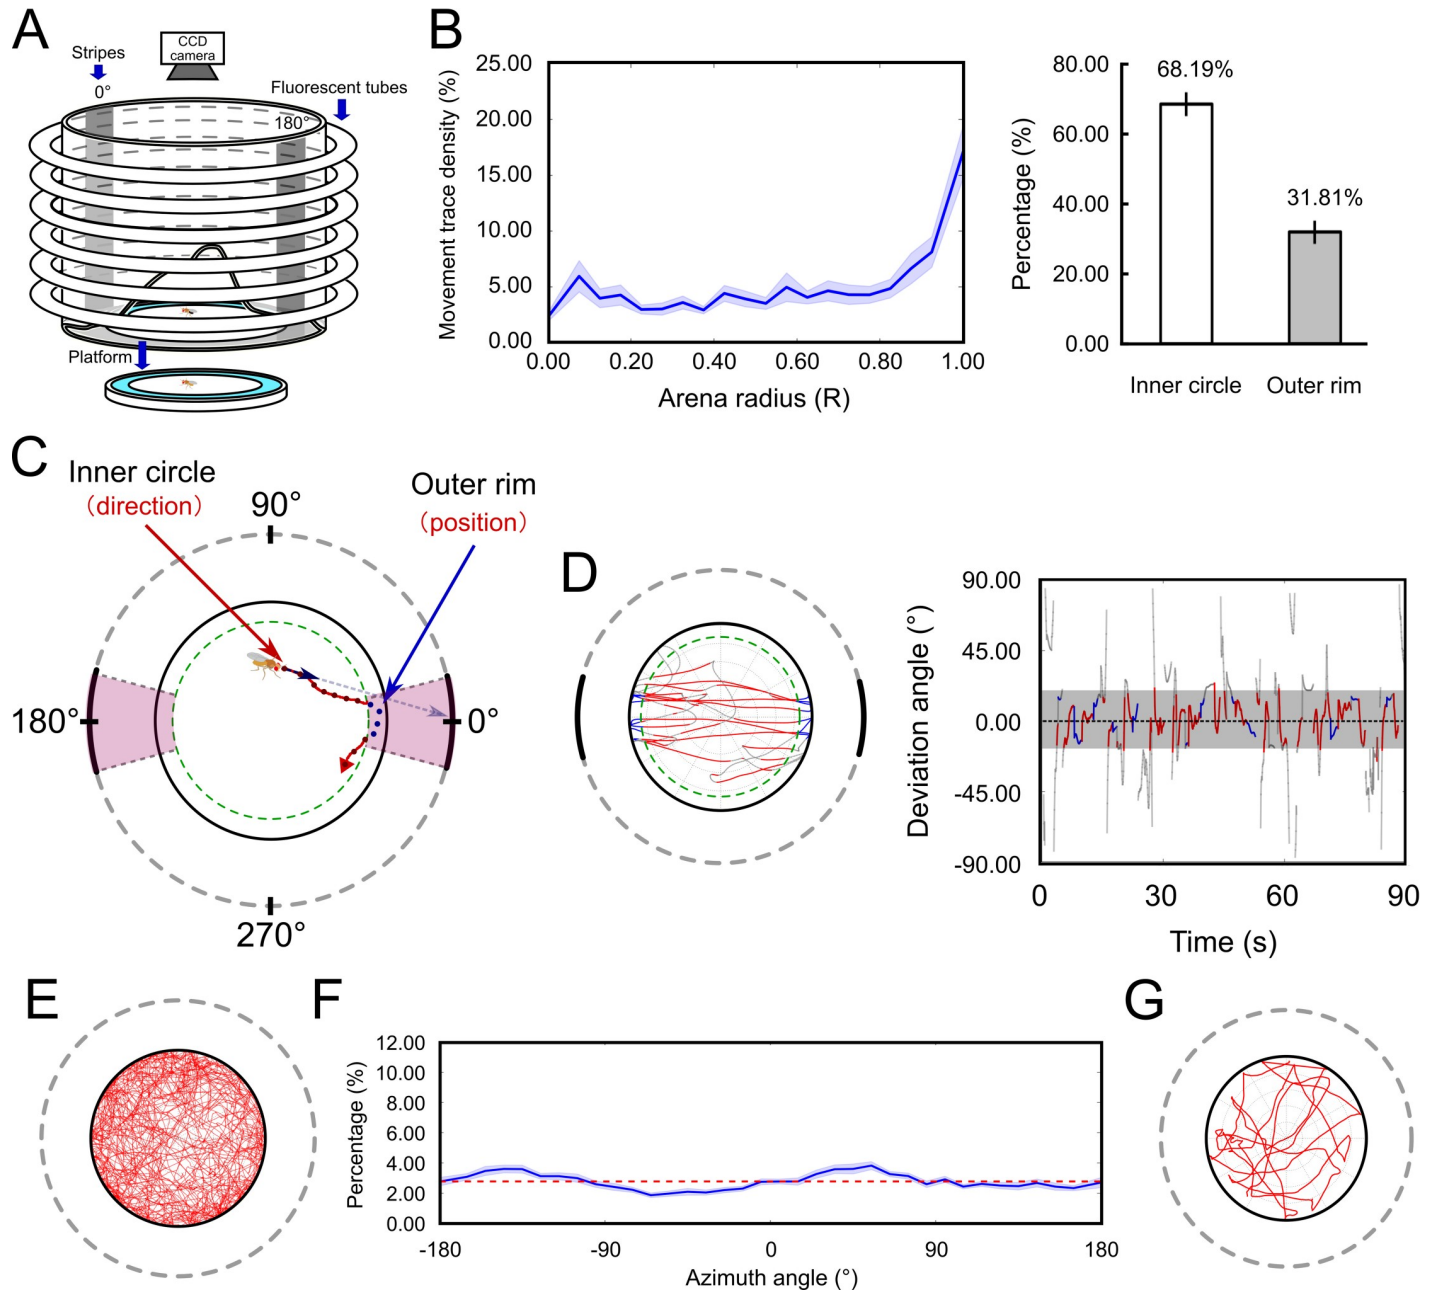 A
CCD
camera
Stripes
0°
Fluorescent tubes
180°
Platform
B
Movement trace density (%)
25.00
20.00
15.00
10.00
5.00
0.00
0.00 0.20 0.40 0.60 0.80 1.00
Arena radius (R)
Percentage (%)
80.00
60.00
40.00
20.00
0.00
68.19%
31.81%
Inner circle Outer rim
C
Inner circle
(direction)
Outer rim
(position)
90°
180°
0°
270°
D
Deviation angle (°)
90.00
45.00
0.00
-45.00
-90.00
0 30 60 90
Time (s)
E
F
Percentage (%)
12.00
10.00
8.00
6.00
4.00
2.00
0.00
-180 -90 0 90 180
Azimuth angle (°)
G